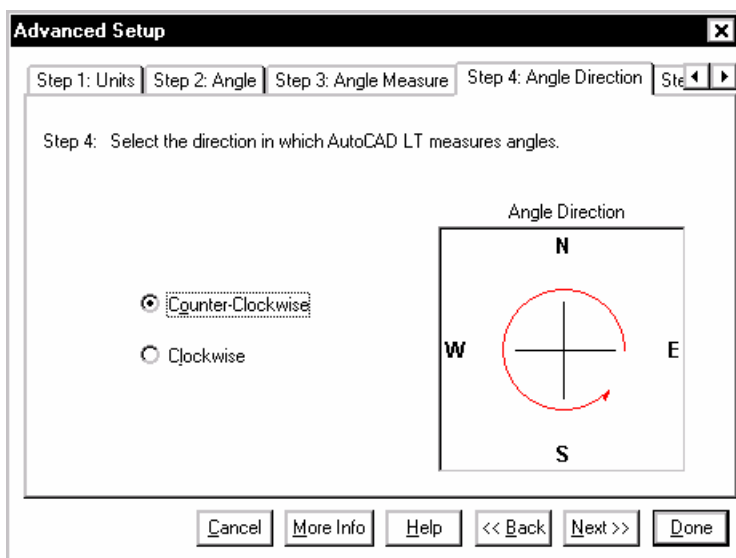 Advanced Setup
Step 1: Units Step 2: Angle Step 3: Angle Measure Step 4: Angle Direction Ste
Step 4: Select the direction in which AutoCAD LT measures angles.
Angle Direction
N
Counter-Clockwise
Clockwise
W E
S
Cancel More Info Help << Back Next >> Done